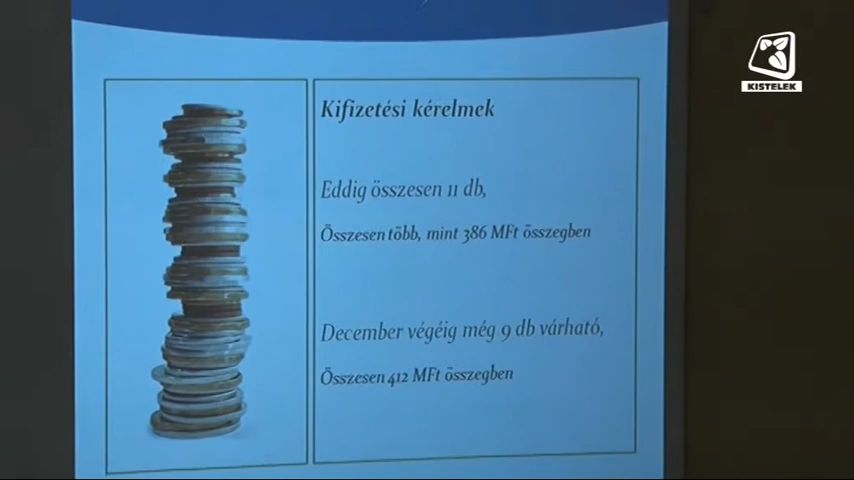 KISTELEK
Kifizetési kérelmek
Eddig összesen 11 db,
Összesen több, mint 386 MFt összegben
December végéig még 9 db várható,
Összesen 412 MFt összegben